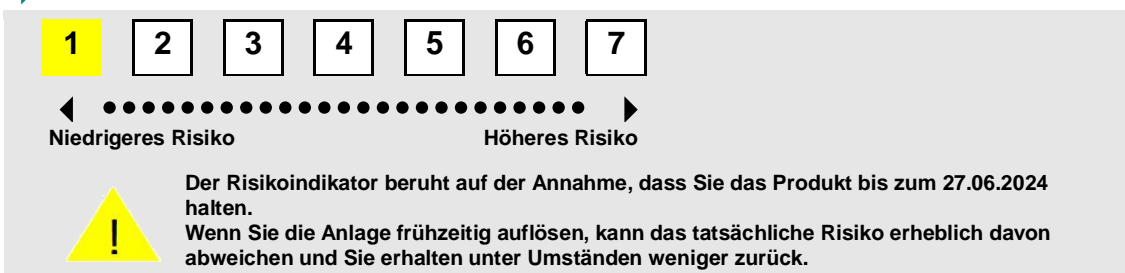 1 2 3 4 5 6 7
Niedrigeres Risiko Höheres Risiko
Der Risikoindikator beruht auf der Annahme, dass Sie das Produkt bis zum 27.06.2024
halten.
Wenn Sie die Anlage frühzeitig auflösen, kann das tatsächliche Risiko erheblich davon
abweichen und Sie erhalten unter Umständen weniger zurück.
!